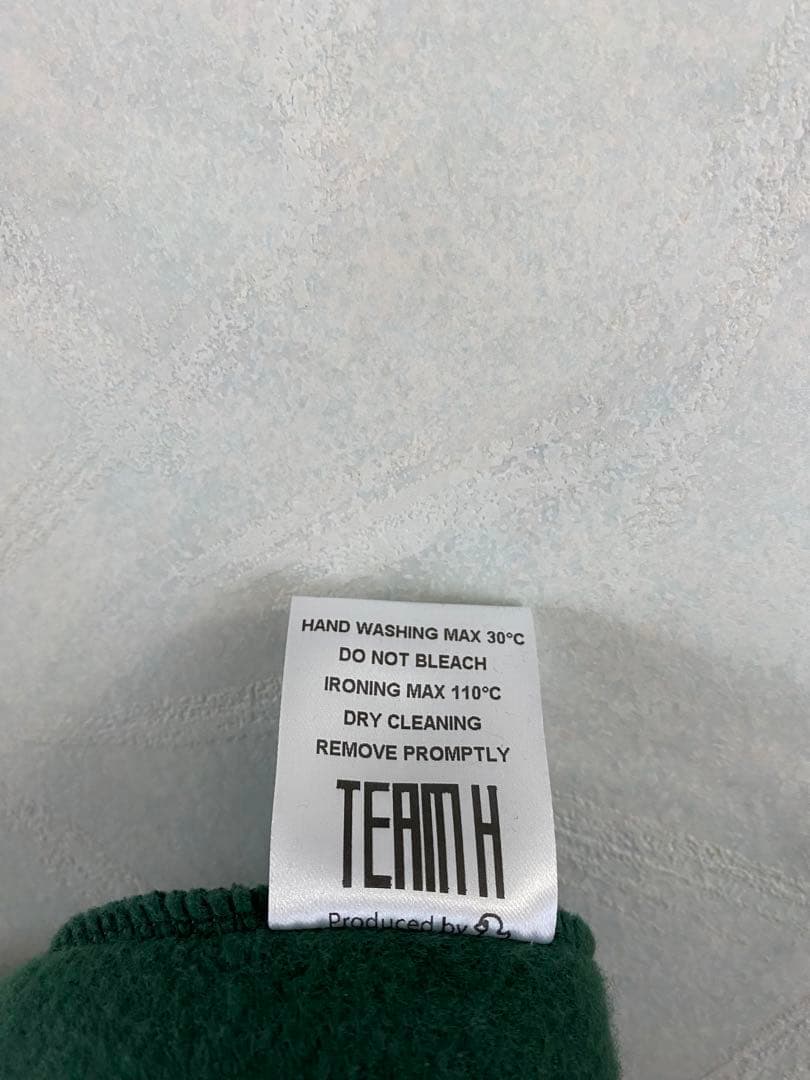 HAND WASHING MAX 30°C
DO NOT BLEACH
IRONING MAX 110°C
DRY CLEANING
REMOVE PROMPTLY
TEAM H
Produced by